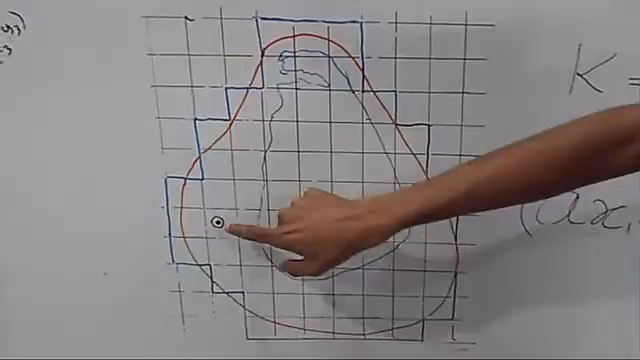 K =
(ax,